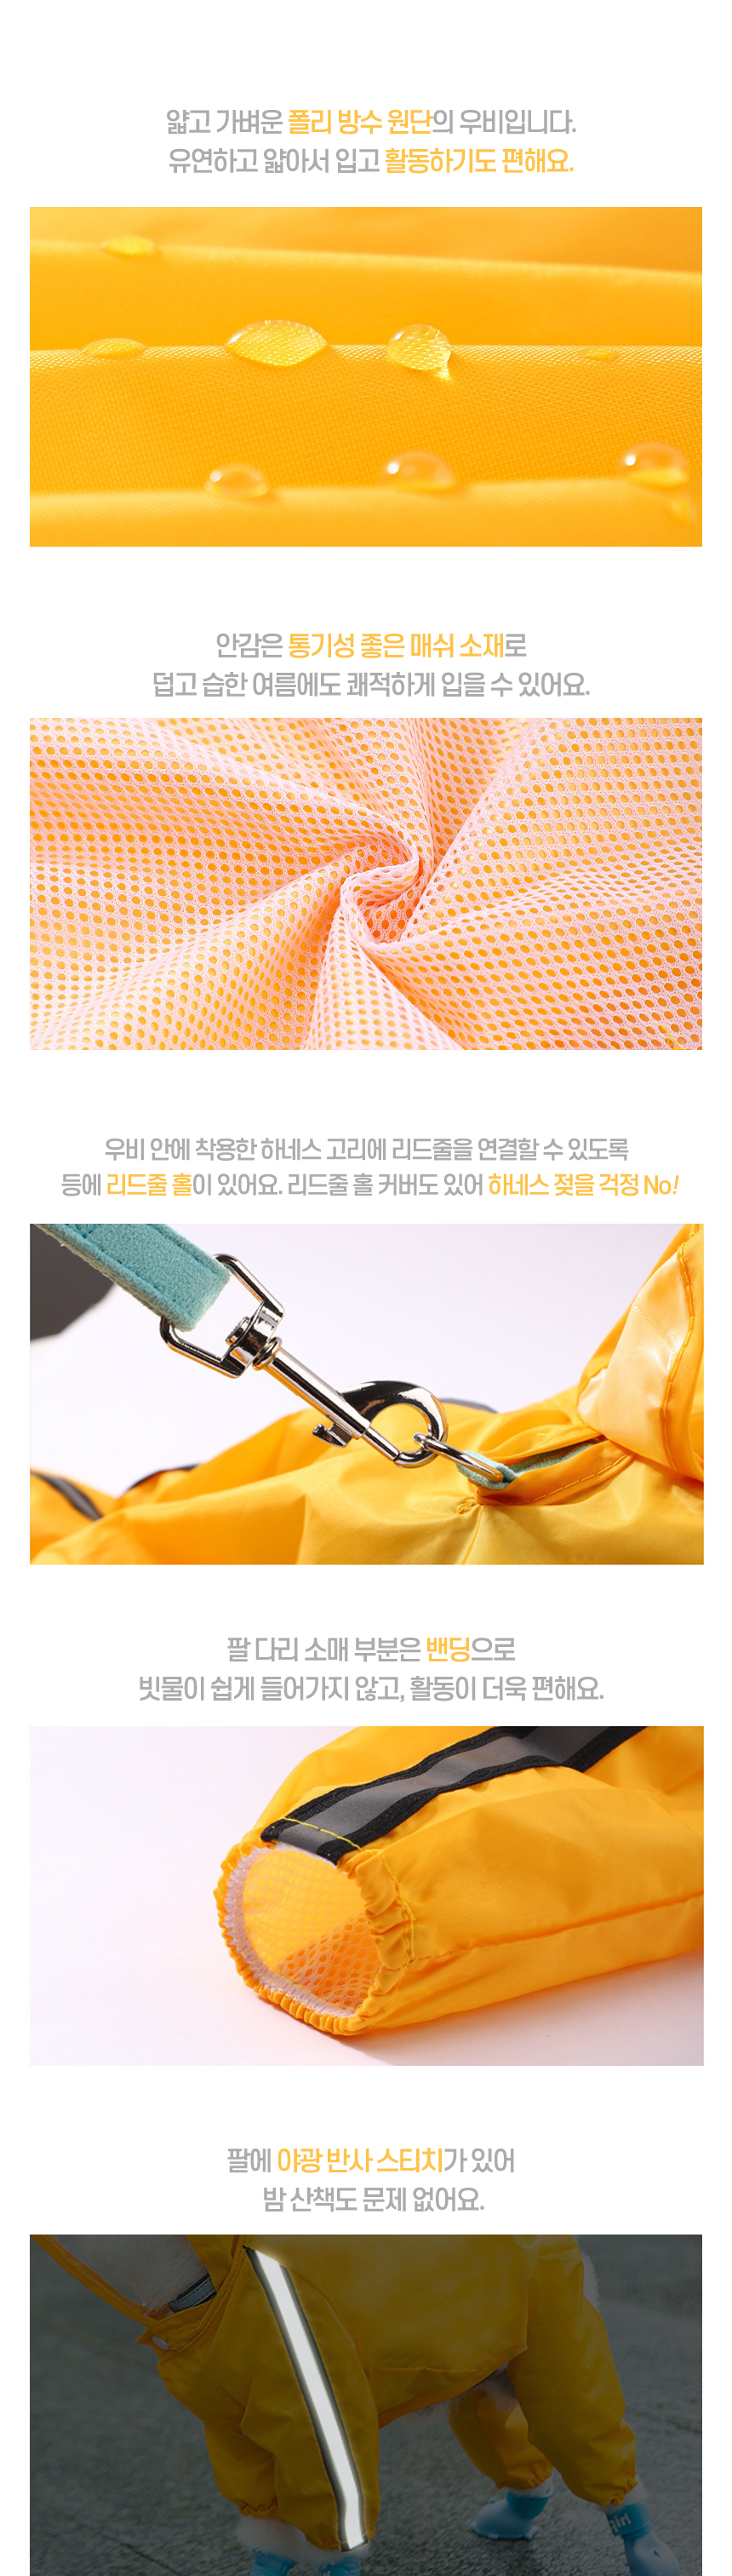 얇고 가벼운 폴리 방수 원단의 우비입니다.
유연하고 얇아서 입고 활동하기도 편해요.
안감은 통기성 좋은 매쉬 소재로
덥고 습한 여름에도 쾌적하게 입을 수 있어요.
우비 안에 착용한 하네스 고리에 리드줄을 연결할 수 있도록
등에 리드줄 홀이 있어요. 리드줄 홀 커버도 있어 하네스 젖을 걱정 No!
팔 다리 소매 부분은 밴딩으로
빗물이 쉽게 들어가지 않고, 활동이 더욱 편해요.
팔에 야광 반사 스티치가 있어
밤 산책도 문제 없어요.